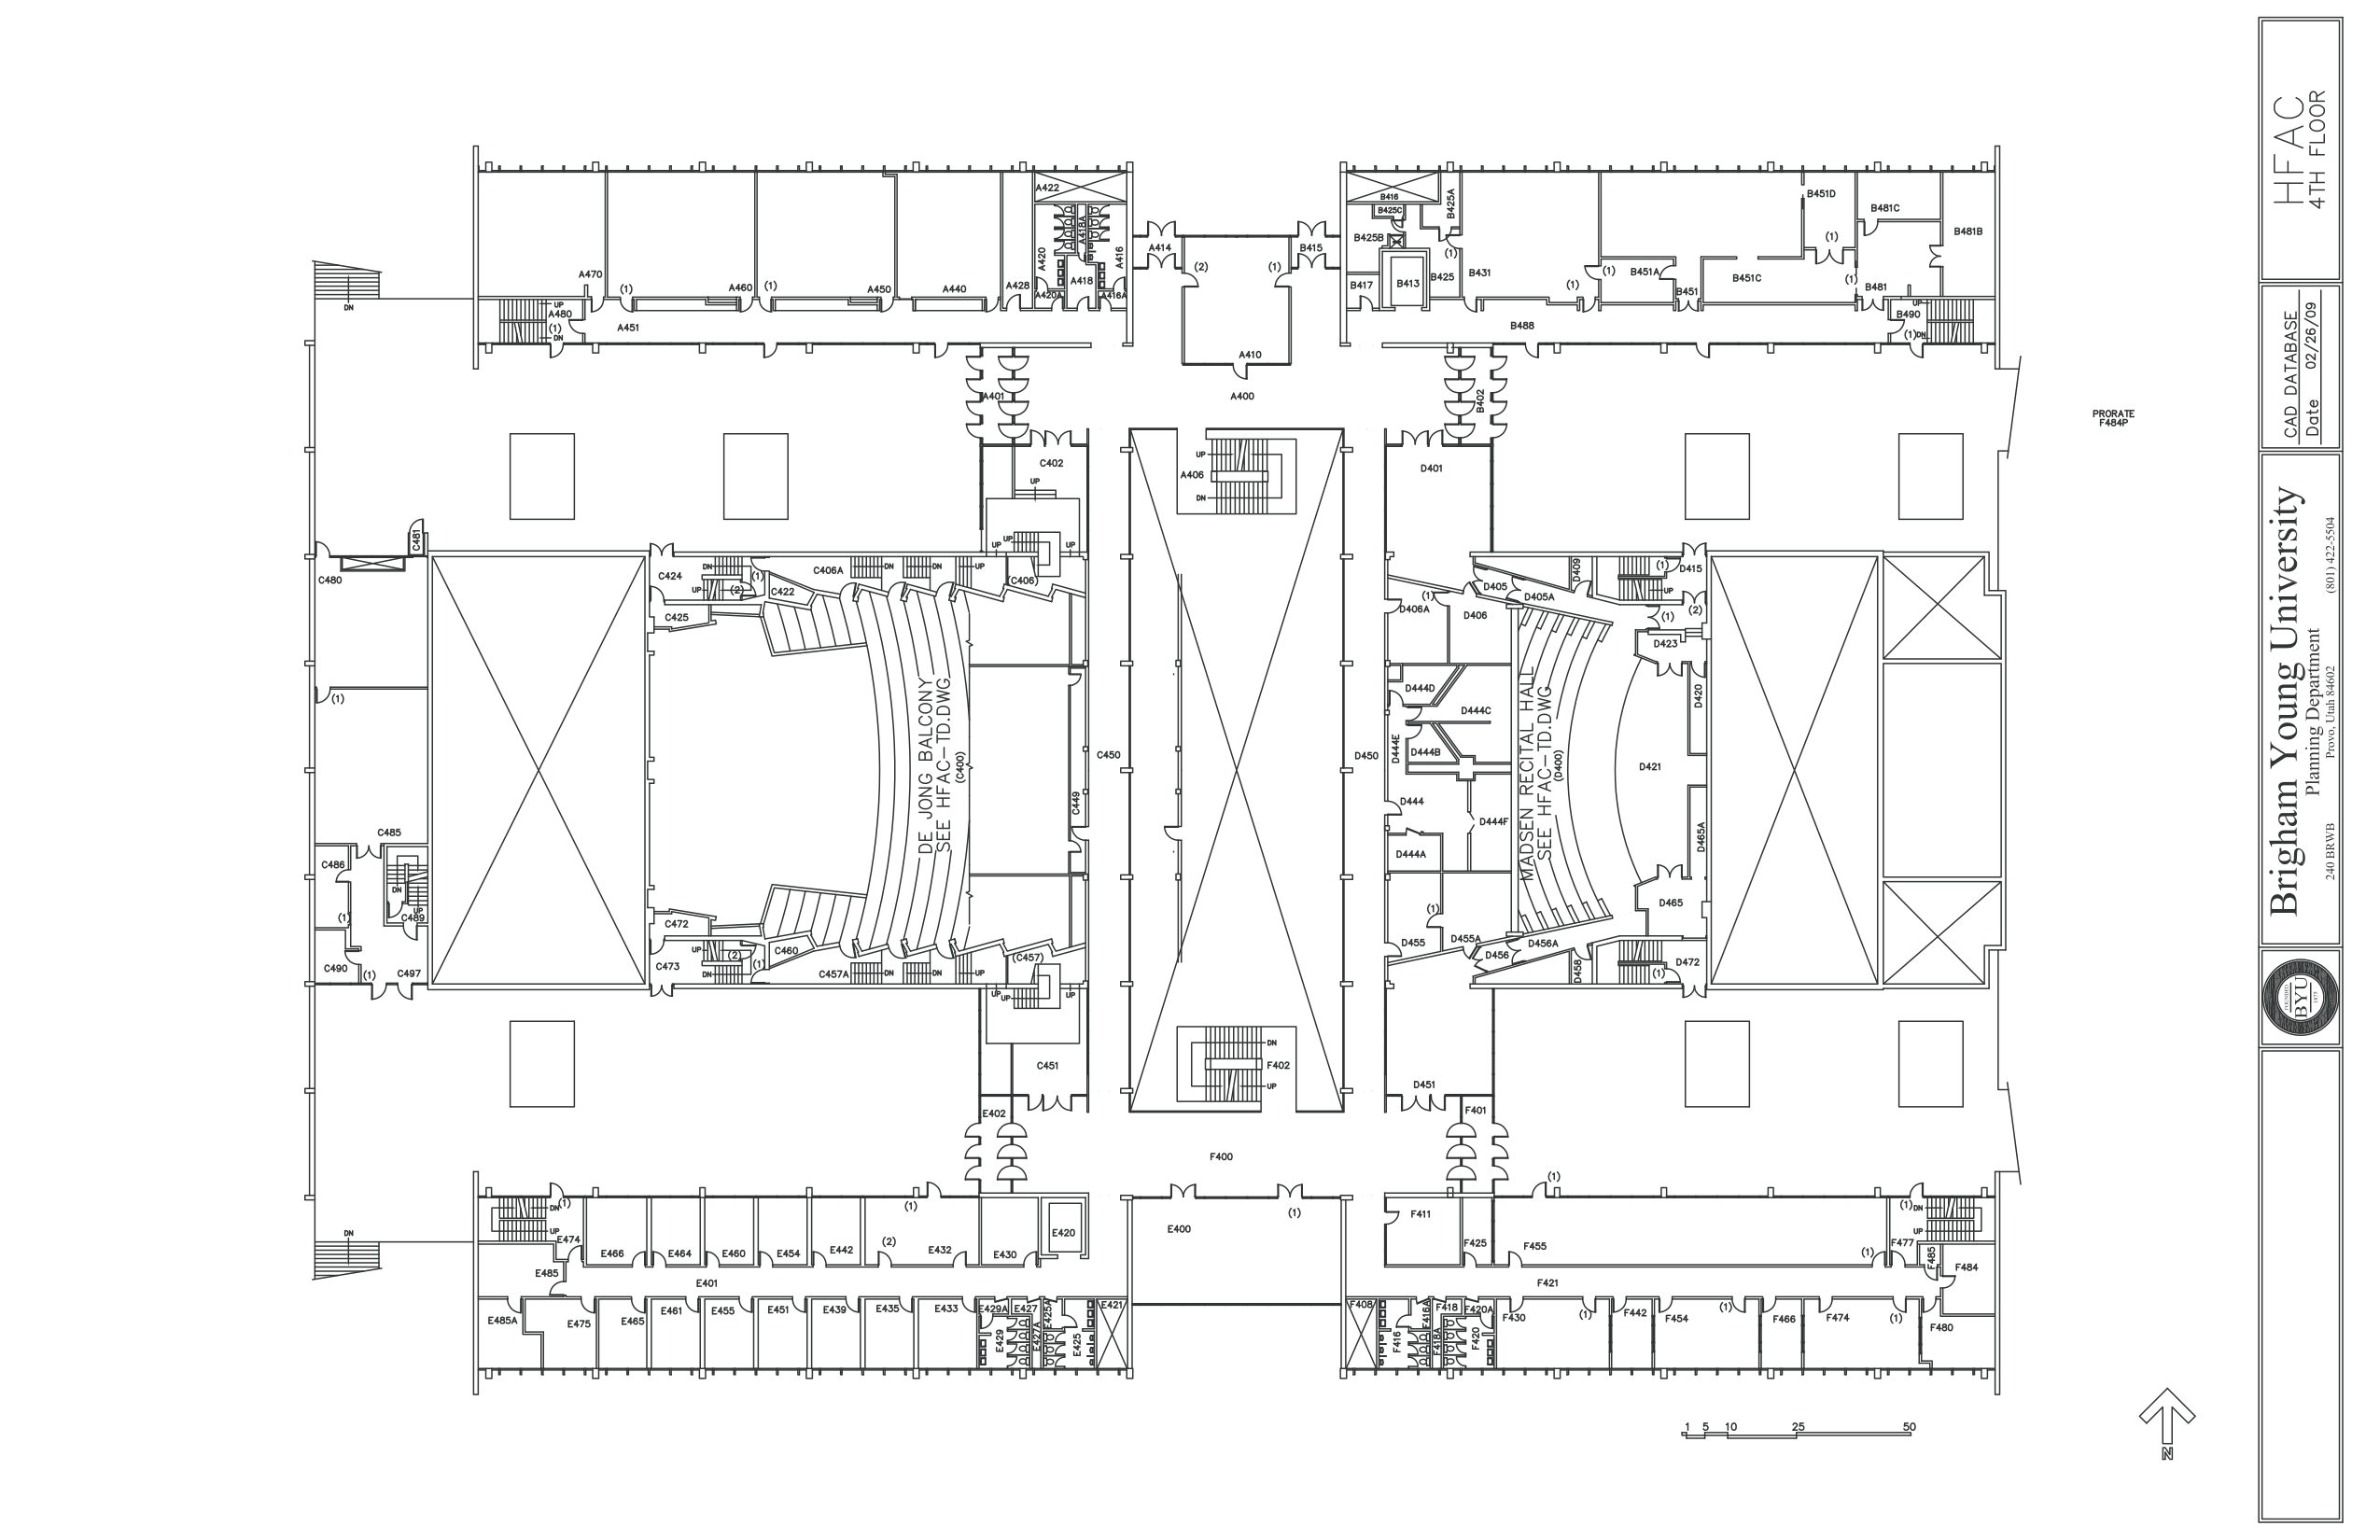 A422
A470
(1)
A460
(1)
A450
A440
A428
A420
A418A
A418
A416
A420A
A416A
UP
A480
(1)
DN
A451
DN
A414
B415
(2)
(1)
A410
A400
A401
B402
B416
B425C
B425A
B425B
B413
B417
B425
(1)
B431
(1)
(1)
B451A
B451
B451C
B451D
(1)
(1)
B481C
B481
B481B
UP
B490
(1)
DN
B488
PRORATE
F484P
C402
UP
UP
UP
UP
UP
A406
DN
D401
C481
C480
(1)
C485
C486
(1)
DN
UP
C489
C490
(1)
C497
C424
DN
UP
(1)
(2)
C422
C425
C406A
DN
DN
UP
(C406)
DE JONG BALCONY
SEE HFAC-TD.DWG
(C400)
C449
C450
C472
C473
UP
DN
(2)
(1)
C460
C457A
DN
DN
UP
(C457)
UP
UP
UP
C451
D450
D406A
(1)
D406
D405
D405A
D409
(1)
D415
UP
(2)
(1)
D423
D420
D421
D465A
D465
D444D
D444C
D444E
D444B
D444
D444F
D444A
(1)
D455
D455A
D456
D456A
D458
(1)
D472
MADSEN RECITAL HALL
SEE HFAC-TD.DWG
(D400)
D451
DN
F402
UP
E402
F401
F400
DN
DN
(1)
UP
E474
E466
E464
E460
E454
E442
(1)
(2)
E432
E430
E420
E485
E401
E485A
E475
E465
E461
E455
E451
E439
E435
E433
E429A
E427
E425A
E421
E429
E427A
E425
E400
(1)
F411
F425
F455
(1)
(1)
(1)
DN
UP
F477
F485
F484
F421
F408
F416A
F418
F420A
F416
F418A
F420
F430
(1)
F442
F454
(1)
F466
F474
(1)
F480
1 5 10 25 50
N
HFAC
4TH FLOOR
CAD DATABASE
Date 02/26/09
Brigham Young University
Planning Department
240 BRWB Provo, Utah 84602 (801) 422-5504
FOUNDED
BYU
1875